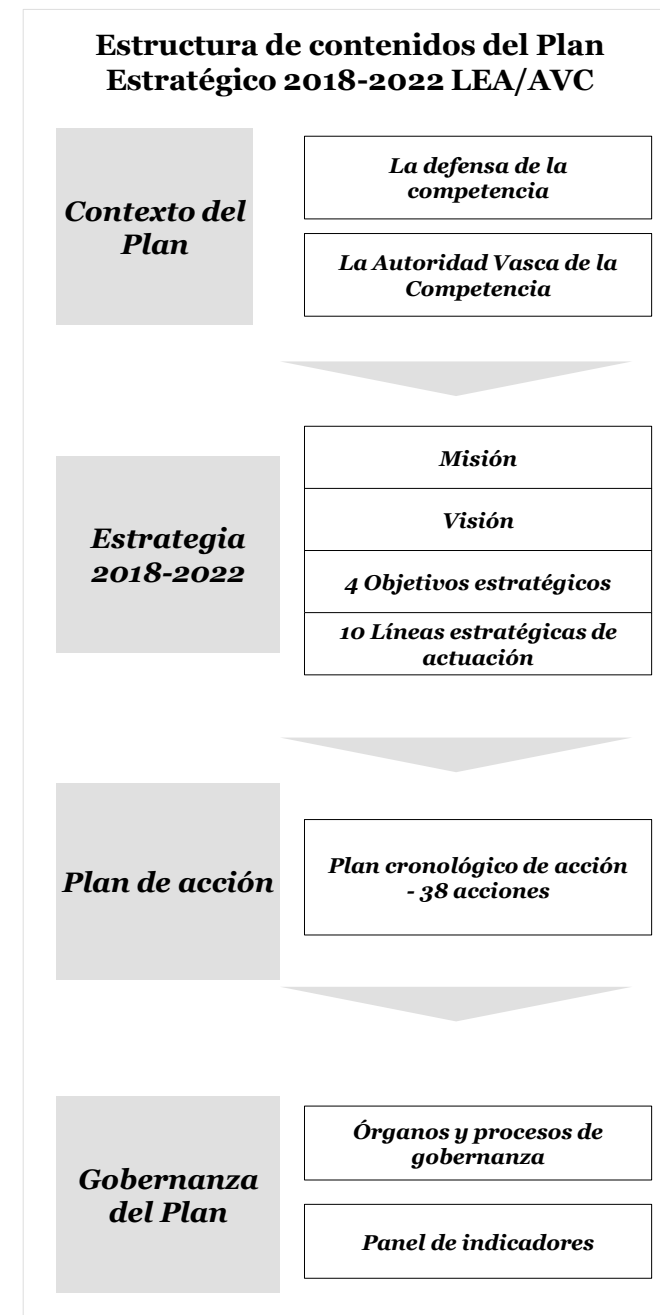 Estructura de contenidos del Plan
Estratégico 2018-2022 LEA/AVC
Contexto del
Plan
La defensa de la
competencia
La Autoridad Vasca de la
Competencia
Estrategia
2018-2022
Misión
Visión
4 Objetivos estratégicos
10 Líneas estratégicas de
actuación
Plan de acción
Plan cronológico de acción
- 38 acciones
Gobernanza
del Plan
Órganos y procesos de
gobernanza
Panel de indicadores